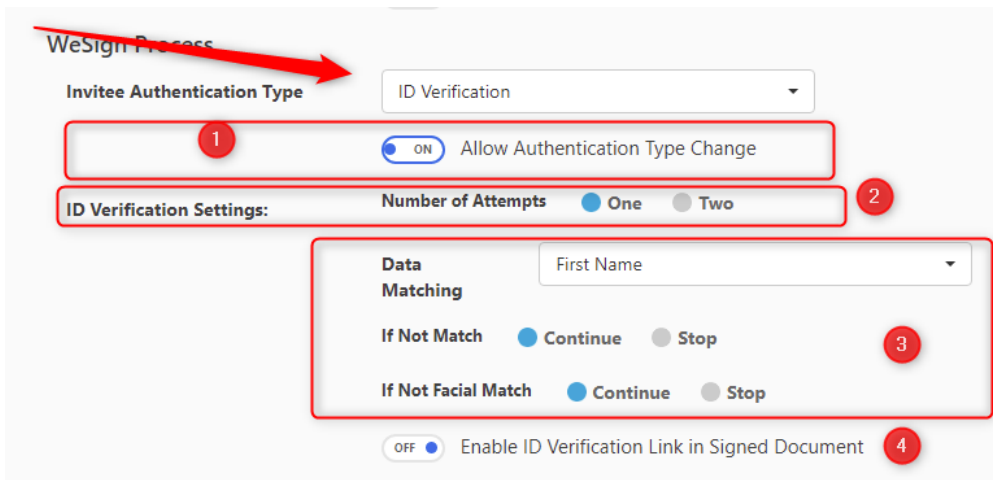 WeSign Process
Invitee Authentication Type ID Verification
1 ON Allow Authentication Type Change
ID Verification Settings: Number of Attempts One Two 2
Data Matching First Name
If Not Match Continue Stop 3
If Not Facial Match Continue Stop
OFF Enable ID Verification Link in Signed Document 4